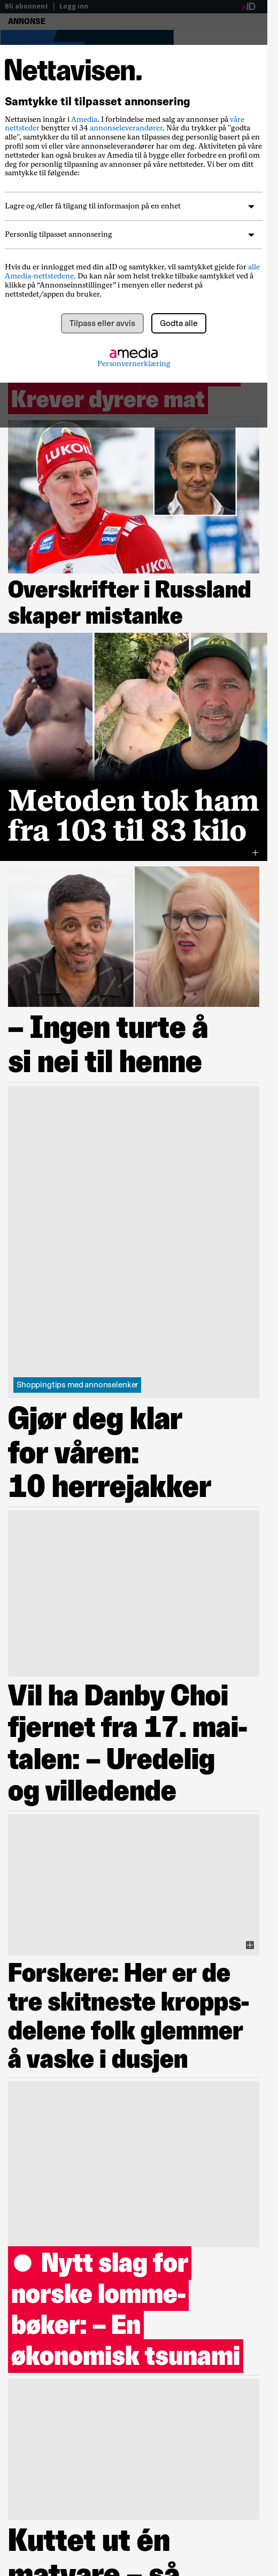 Bli abonnent | Logg inn
aID
ANNONSE
Nettavisen.
Samtykke til tilpasset annonsering
Nettavisen inngår i Amedia. I forbindelse med salg av annonser på våre
nettsteder benytter vi 34 annonseleverandører. Når du trykker på "godta
alle", samtykker du til at annonsene kan tilpasses deg personlig basert på en
profil som vi eller våre annonseleverandører har om deg. Aktiviteten på våre
nettsteder kan også brukes av Amedia til å bygge eller forbedre en profil om
deg for personlig tilpasning av annonser på våre nettsteder. Vi ber om ditt
samtykke til følgende:
Lagre og/eller få tilgang til informasjon på en enhet
Personlig tilpasset annonsering
Hvis du er innlogget med din aID og samtykker, vil samtykket gjelde for alle
Amedia-nettstedene. Du kan når som helst trekke tilbake samtykket ved å
klikke på “Annonseinnstillinger” i menyen eller nederst på
nettstedet/appen du bruker.
Tilpass eller avvis
Godta alle
amedia
Personvernerklæring
Krever dyrere mat
LUKOIL
Overskrifter i Russland
skaper mistanke
Metoden tok ham
fra 103 til 83 kilo
– Ingen turte å
si nei til henne
Shoppingtips med annonselenker
Gjør deg klar
for våren:
10 herrejakker
Vil ha Danby Choi
fjernet fra 17. mai-
talen: – Uredelig
og villedende
Forskere: Her er de
tre skitneste kropps-
delene folk glemmer
å vaske i dusjen
Nytt slag for
norske lomme-
bøker: – En
økonomisk tsunami
Kuttet ut én
matvare – så